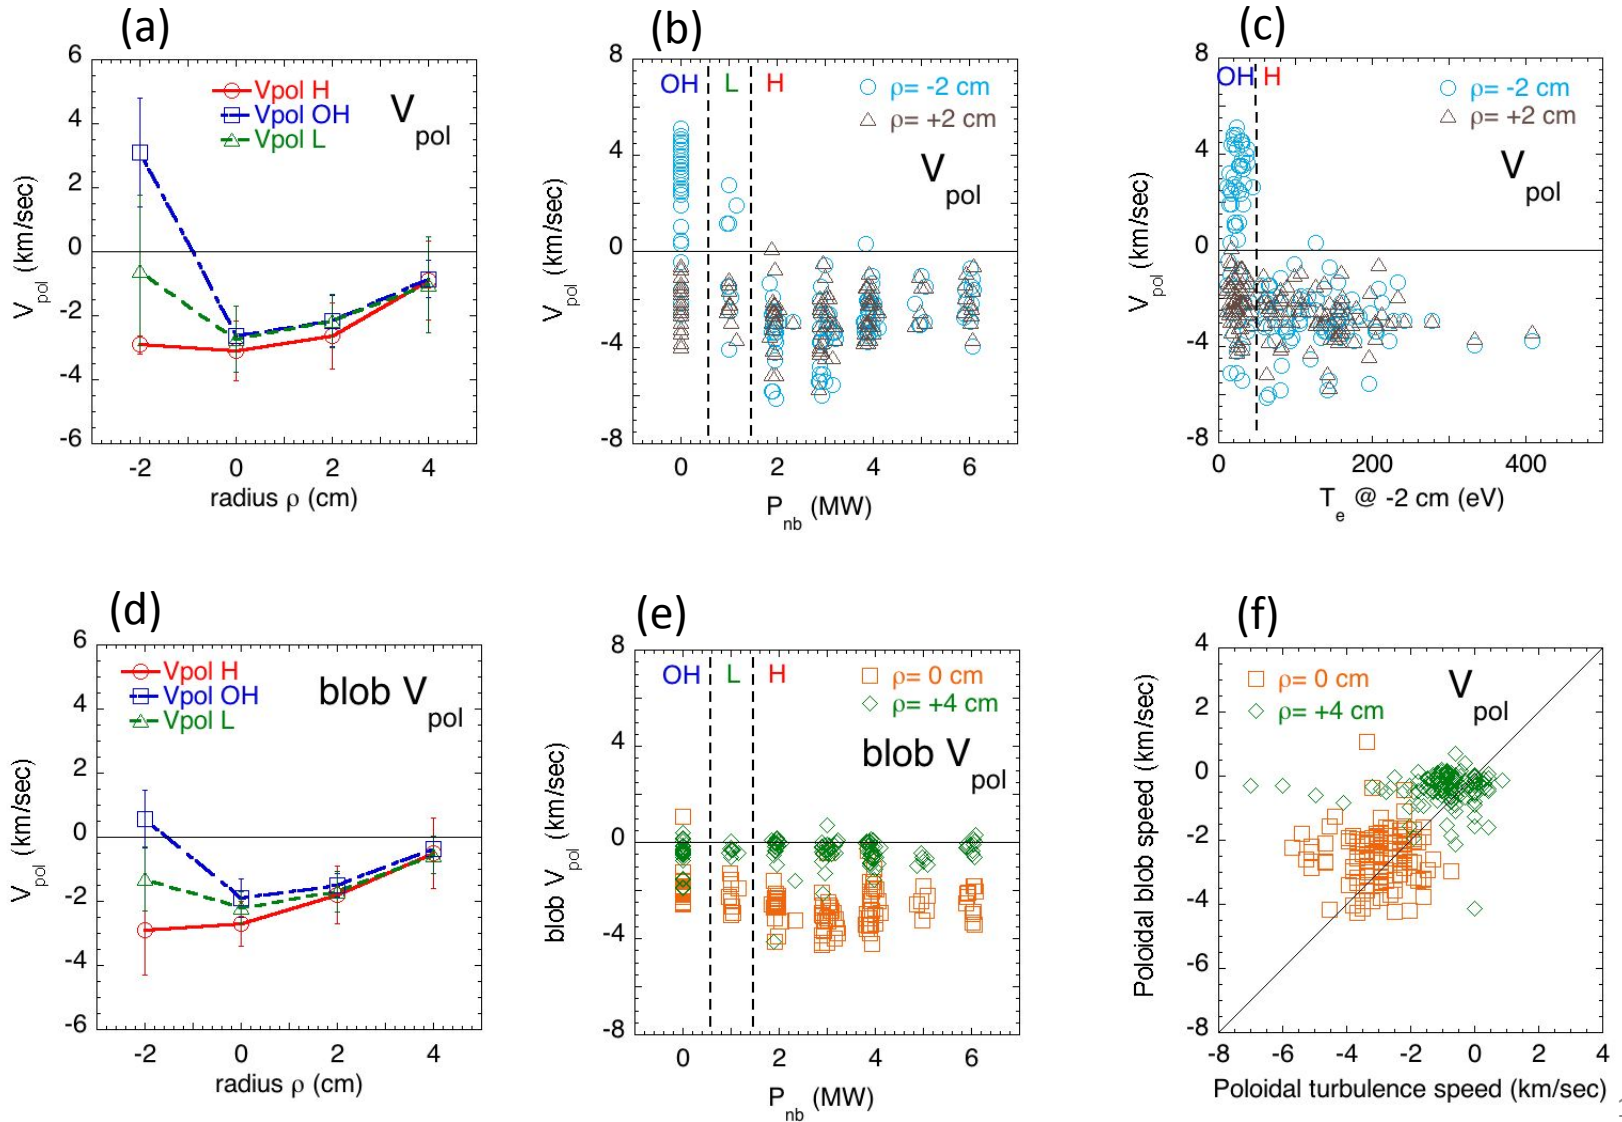 (a)
6
4
2
0
-2
-4
-6
V pol (km/sec)
Vpol H
Vpol OH
Vpol L
V pol
-2 0 2 4
radius ρ (cm)
(b)
8
4
0
-4
-8
V pol (km/sec)
OH L H
ρ= -2 cm
ρ= +2 cm
V pol
0 2 4 6
P nb (MW)
(c)
8
4
0
-4
-8
V pol (km/sec)
OH H
ρ= -2 cm
ρ= +2 cm
V pol
0 200 400
T e @ -2 cm (eV)
(d)
6
4
2
0
-2
-4
-6
V pol (km/sec)
Vpol H
Vpol OH
Vpol L
blob V pol
-2 0 2 4
radius ρ (cm)
(e)
8
4
0
-4
-8
blob V pol (km/sec)
OH L H
ρ= 0 cm
ρ= +4 cm
blob V pol
0 2 4 6
P nb (MW)
(f)
4
2
0
-2
-4
-6
-8
Poloidal blob speed (km/sec)
ρ= 0 cm
ρ= +4 cm
V pol
-8 -6 -4 -2 0 2 4
Poloidal turbulence speed (km/sec)